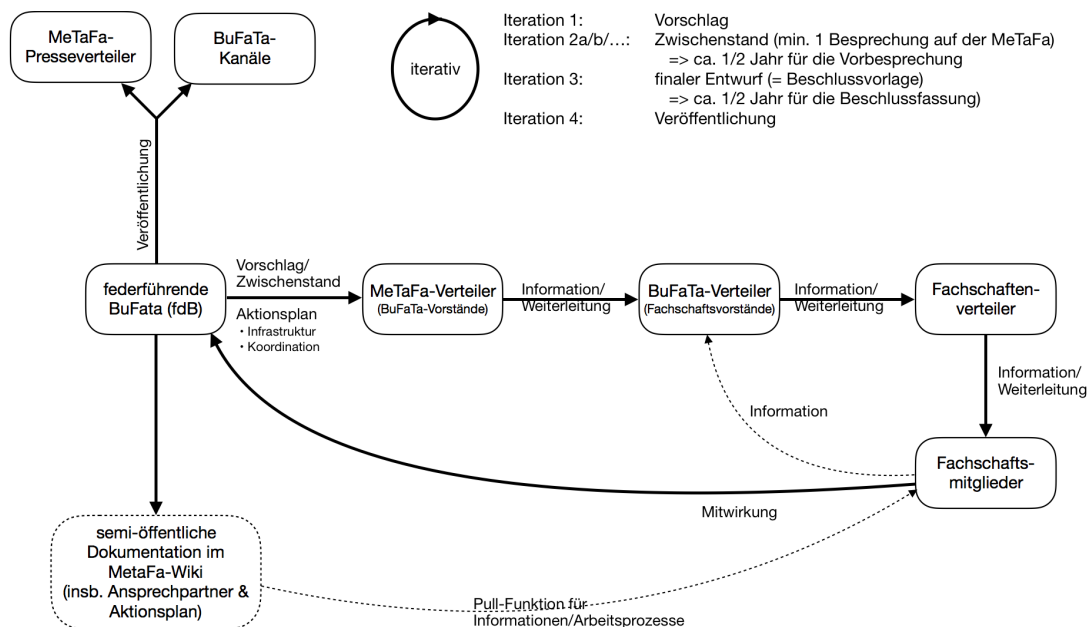 MeTaFa-
Presseverteiler
BuFaTa-
Kanäle
iterativ
Iteration 1: Vorschlag
Iteration 2a/b/…: Zwischenstand (min. 1 Besprechung auf der MeTaFa)
=> ca. 1/2 Jahr für die Vorbesprechung
Iteration 3: finaler Entwurf (= Beschlussvorlage)
=> ca. 1/2 Jahr für die Beschlussfassung)
Iteration 4: Veröffentlichung
Veröffentlichung
federführende
BuFata (fdB)
Vorschlag/
Zwischenstand
Aktionsplan
• Infrastruktur
• Koordination
MeTaFa-Verteiler
(BuFaTa-Vorstände)
Information/
Weiterleitung
BuFaTa-Verteiler
(Fachschaftsvorstände)
Information/
Weiterleitung
Fachschaften-
verteiler
Information/
Weiterleitung
Information
Fachschafts-
mitglieder
Mitwirkung
semi-öffentliche
Dokumentation im
MetaFa-Wiki
(insb. Ansprechpartner &
Aktionsplan)
Pull-Funktion für
Informationen/Arbeitsprozesse